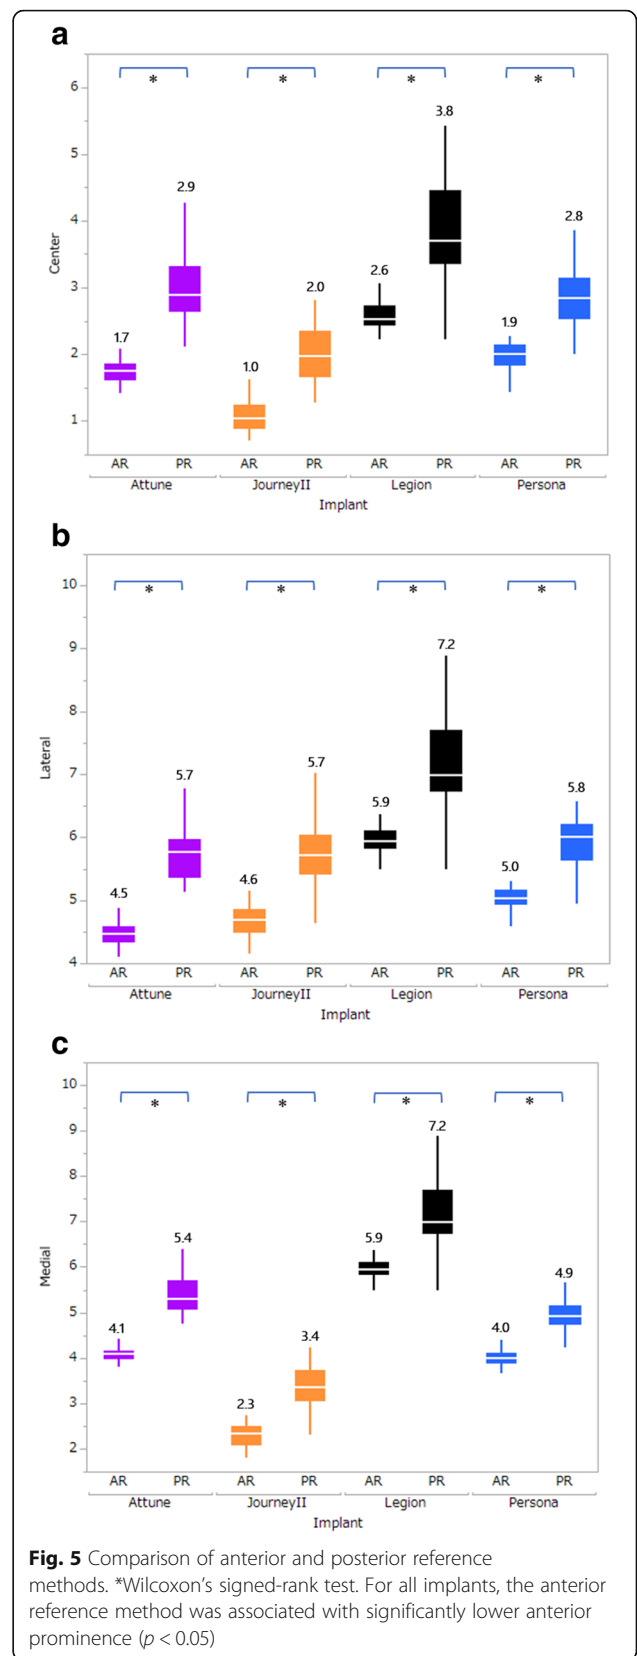 a
* * * *
6
5
4
3
2
1
Center
1.7
2.9
1.0
2.0
2.6
3.8
1.9
2.8
AR PR AR PR AR PR AR PR
Attune JourneyII Legion Persona
Implant
b
* * * *
10
9
8
7
6
5
4
Lateral
4.5
5.7
4.6
5.7
5.9
7.2
5.0
5.8
AR PR AR PR AR PR AR PR
Attune JourneyII Legion Persona
Implant
c
* * * *
10
9
8
7
6
5
4
3
2
Medial
4.1
5.4
2.3
3.4
5.9
7.2
4.0
4.9
AR PR AR PR AR PR AR PR
Attune JourneyII Legion Persona
Implant
Fig. 5 Comparison of anterior and posterior reference
methods. *Wilcoxon's signed-rank test. For all implants, the anterior
reference method was associated with significantly lower anterior
prominence (p < 0.05)